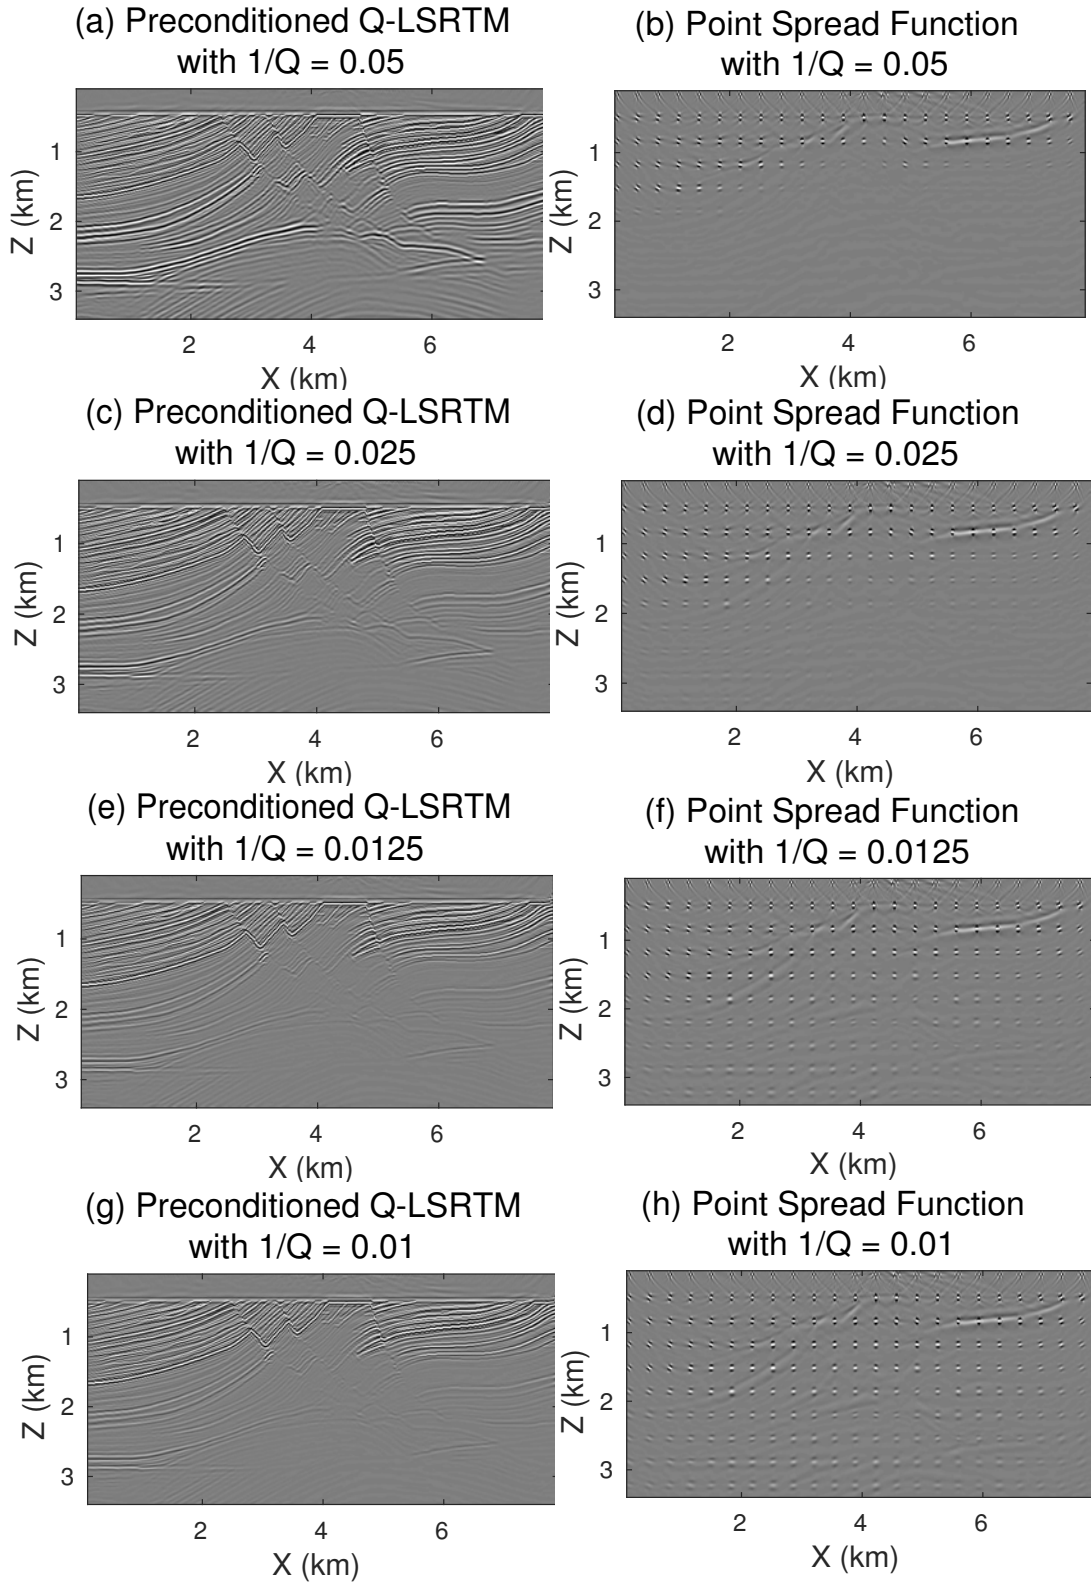 (a) Preconditioned Q-LSRTM
with 1/Q = 0.05
Z (km)
1
2
3
2
4
6
X (km)
(b) Point Spread Function
with 1/Q = 0.05
Z (km)
1
2
3
2
4
6
X (km)
(c) Preconditioned Q-LSRTM
with 1/Q = 0.025
Z (km)
1
2
3
2
4
6
X (km)
(d) Point Spread Function
with 1/Q = 0.025
Z (km)
1
2
3
2
4
6
X (km)
(e) Preconditioned Q-LSRTM
with 1/Q = 0.0125
Z (km)
1
2
3
2
4
6
X (km)
(f) Point Spread Function
with 1/Q = 0.0125
Z (km)
1
2
3
2
4
6
X (km)
(g) Preconditioned Q-LSRTM
with 1/Q = 0.01
Z (km)
1
2
3
2
4
6
X (km)
(h) Point Spread Function
with 1/Q = 0.01
Z (km)
1
2
3
2
4
6
X (km)